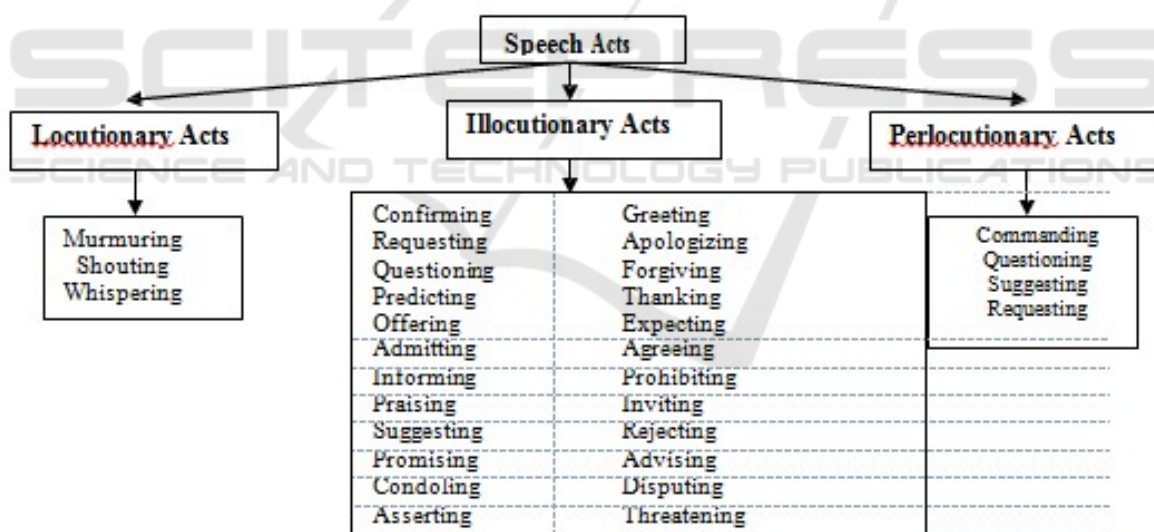 SCITEPRESS
SCIENCE AND TECHNOLOGY PUBLICATIONS
Speech Acts
Locutionary Acts
Illocutionary Acts
Perlocutionary Acts
Murmuring
Shouting
Whispering
Confirming Greeting
Requesting Apologizing
Questioning Forgiving
Predicting Thanking
Offering Expecting
Admitting Agreeing
Informing Prohibiting
Praising Inviting
Suggesting Rejecting
Promising Advising
Condoling Disputing
Asserting Threatening
Commanding
Questioning
Suggesting
Requesting